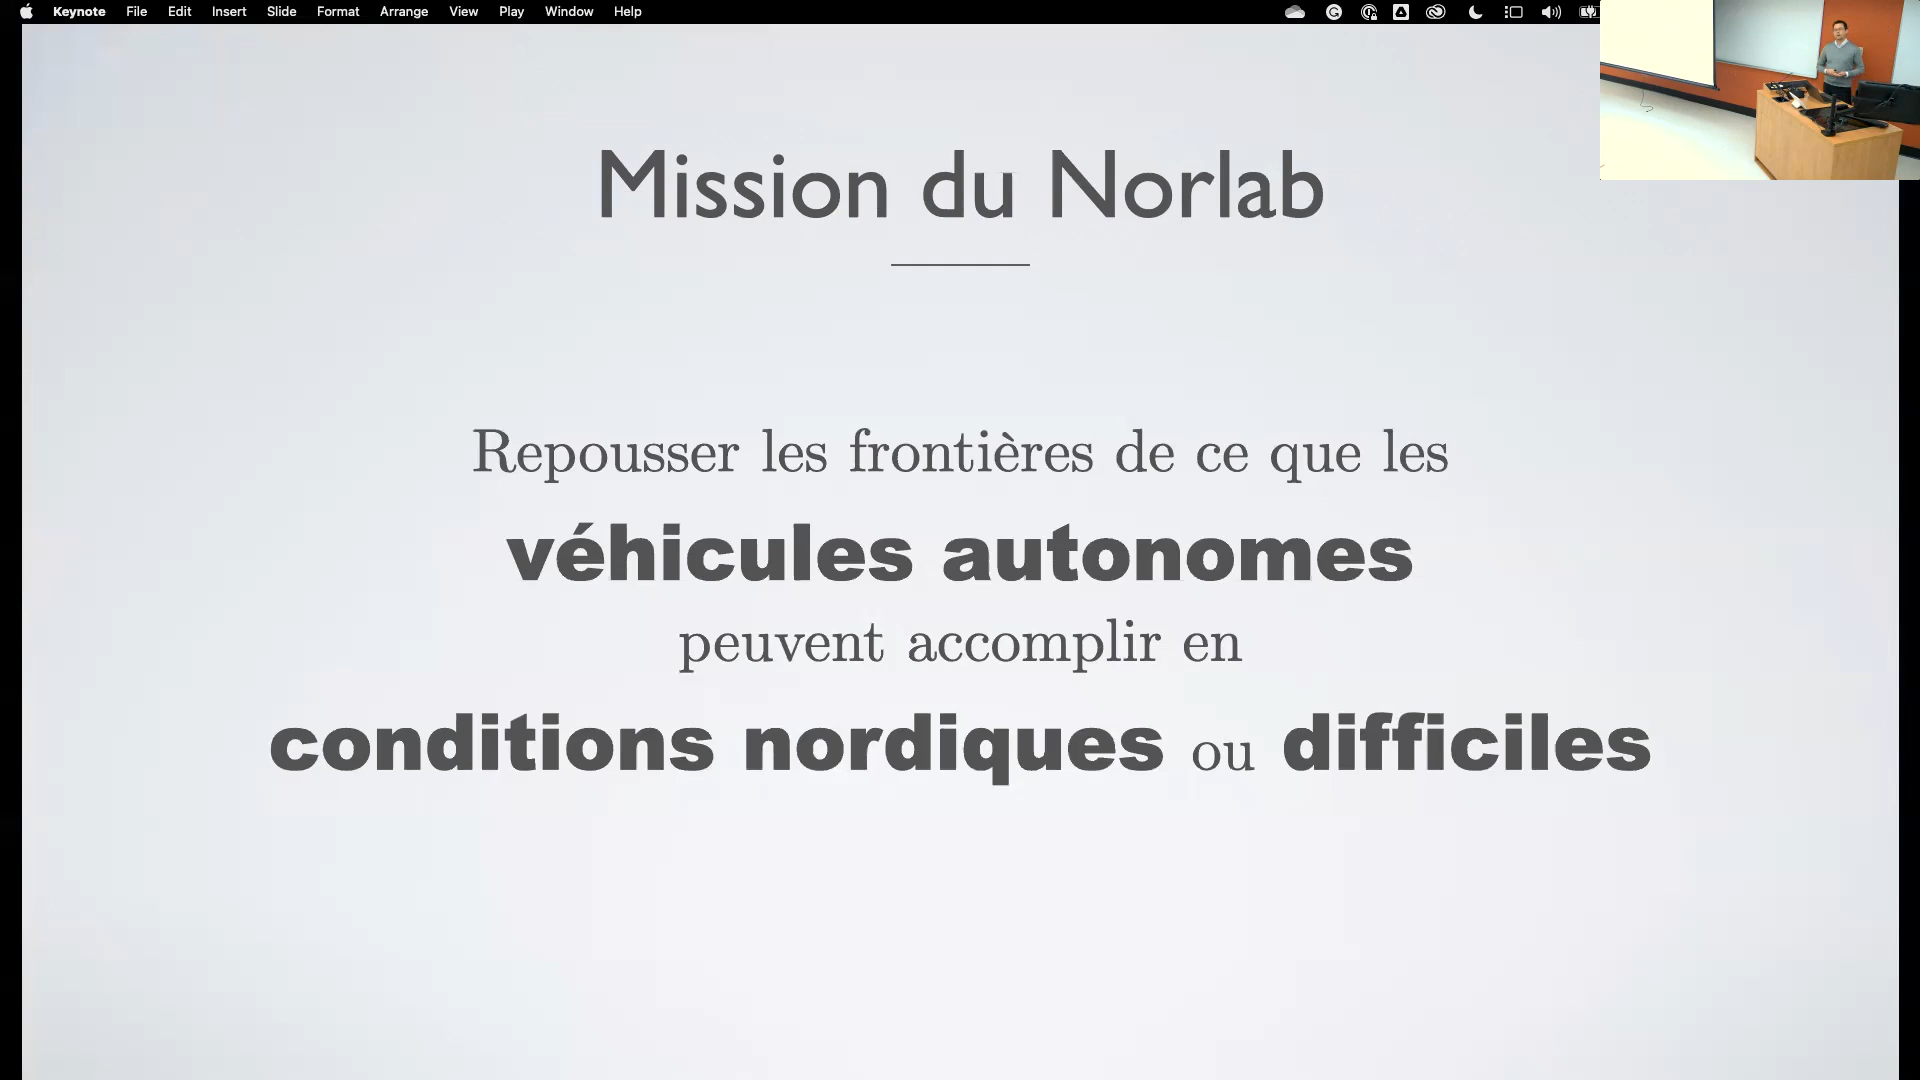 Keynote File Edit Insert Slide Format Arrange View Play Window Help
Mission du Norlab
Repousser les frontières de ce que les
véhicules autonomes
peuvent accomplir en
conditions nordiques ou difficiles